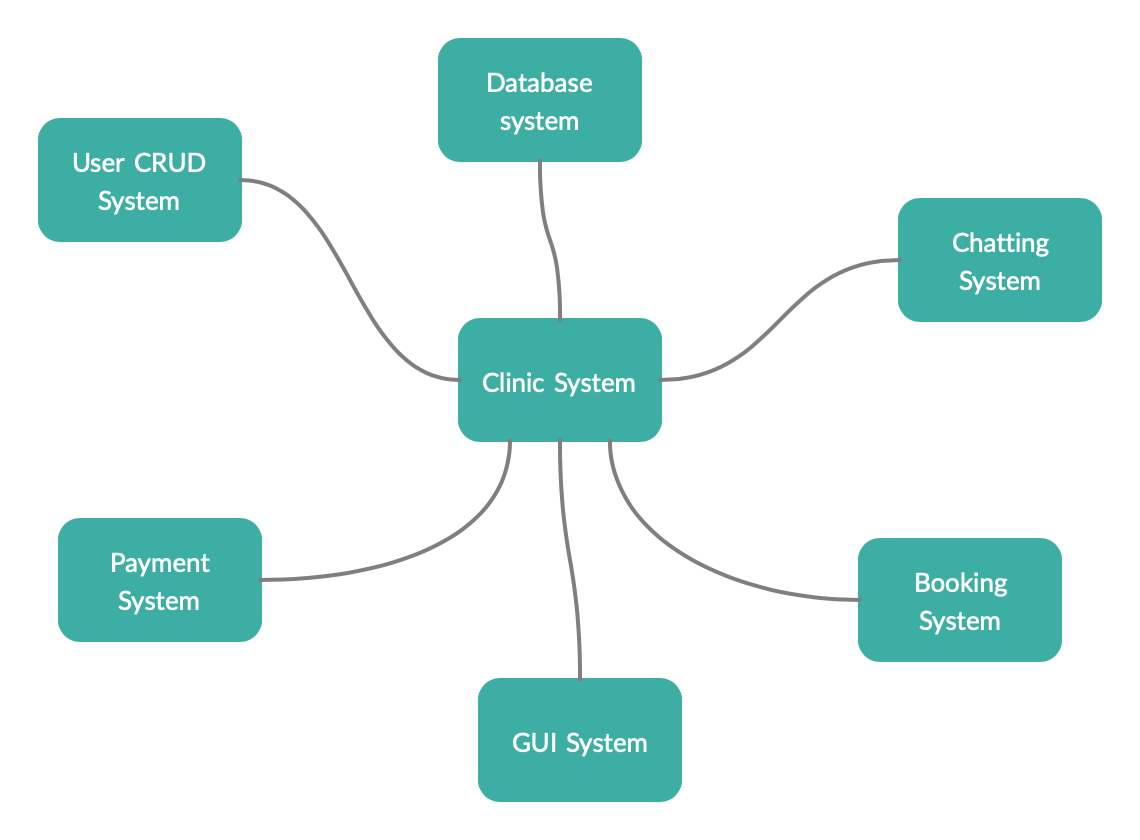 Database
system
User CRUD
System
Chatting
System
Clinic System
Payment
System
Booking
System
GUI System